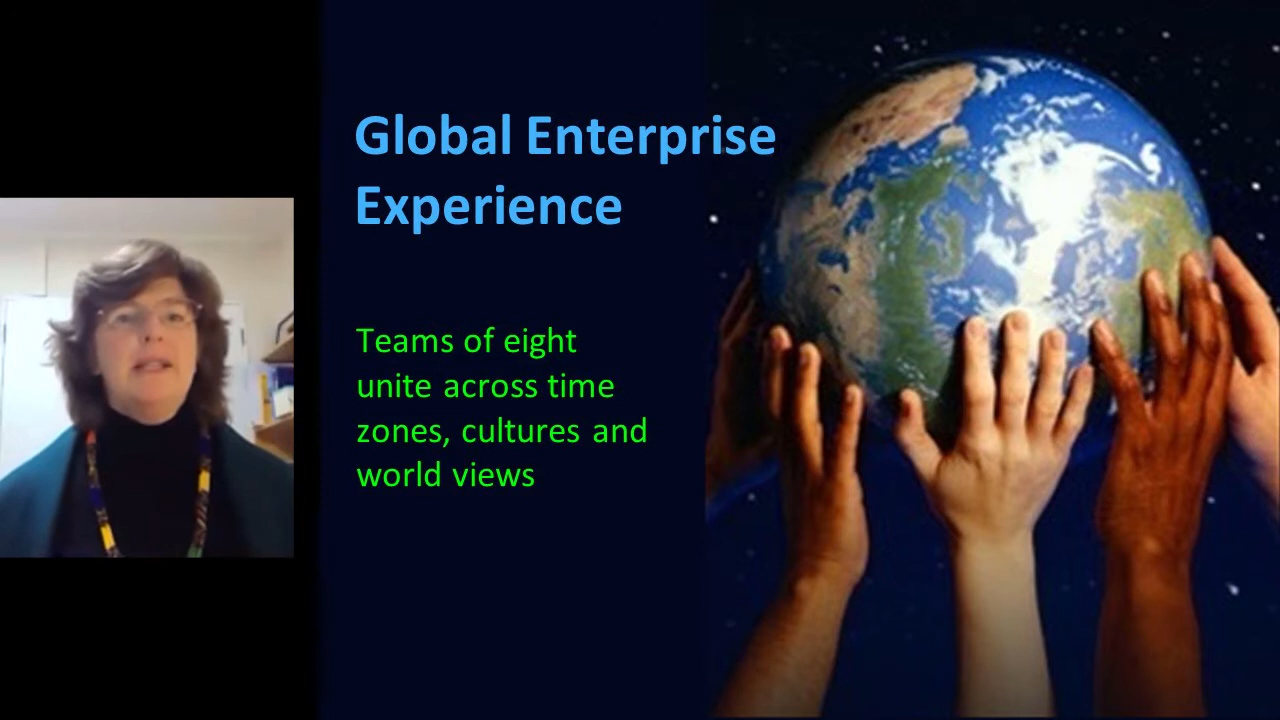 Global Enterprise
Experience
Teams of eight
unite across time
zones, cultures and
world views